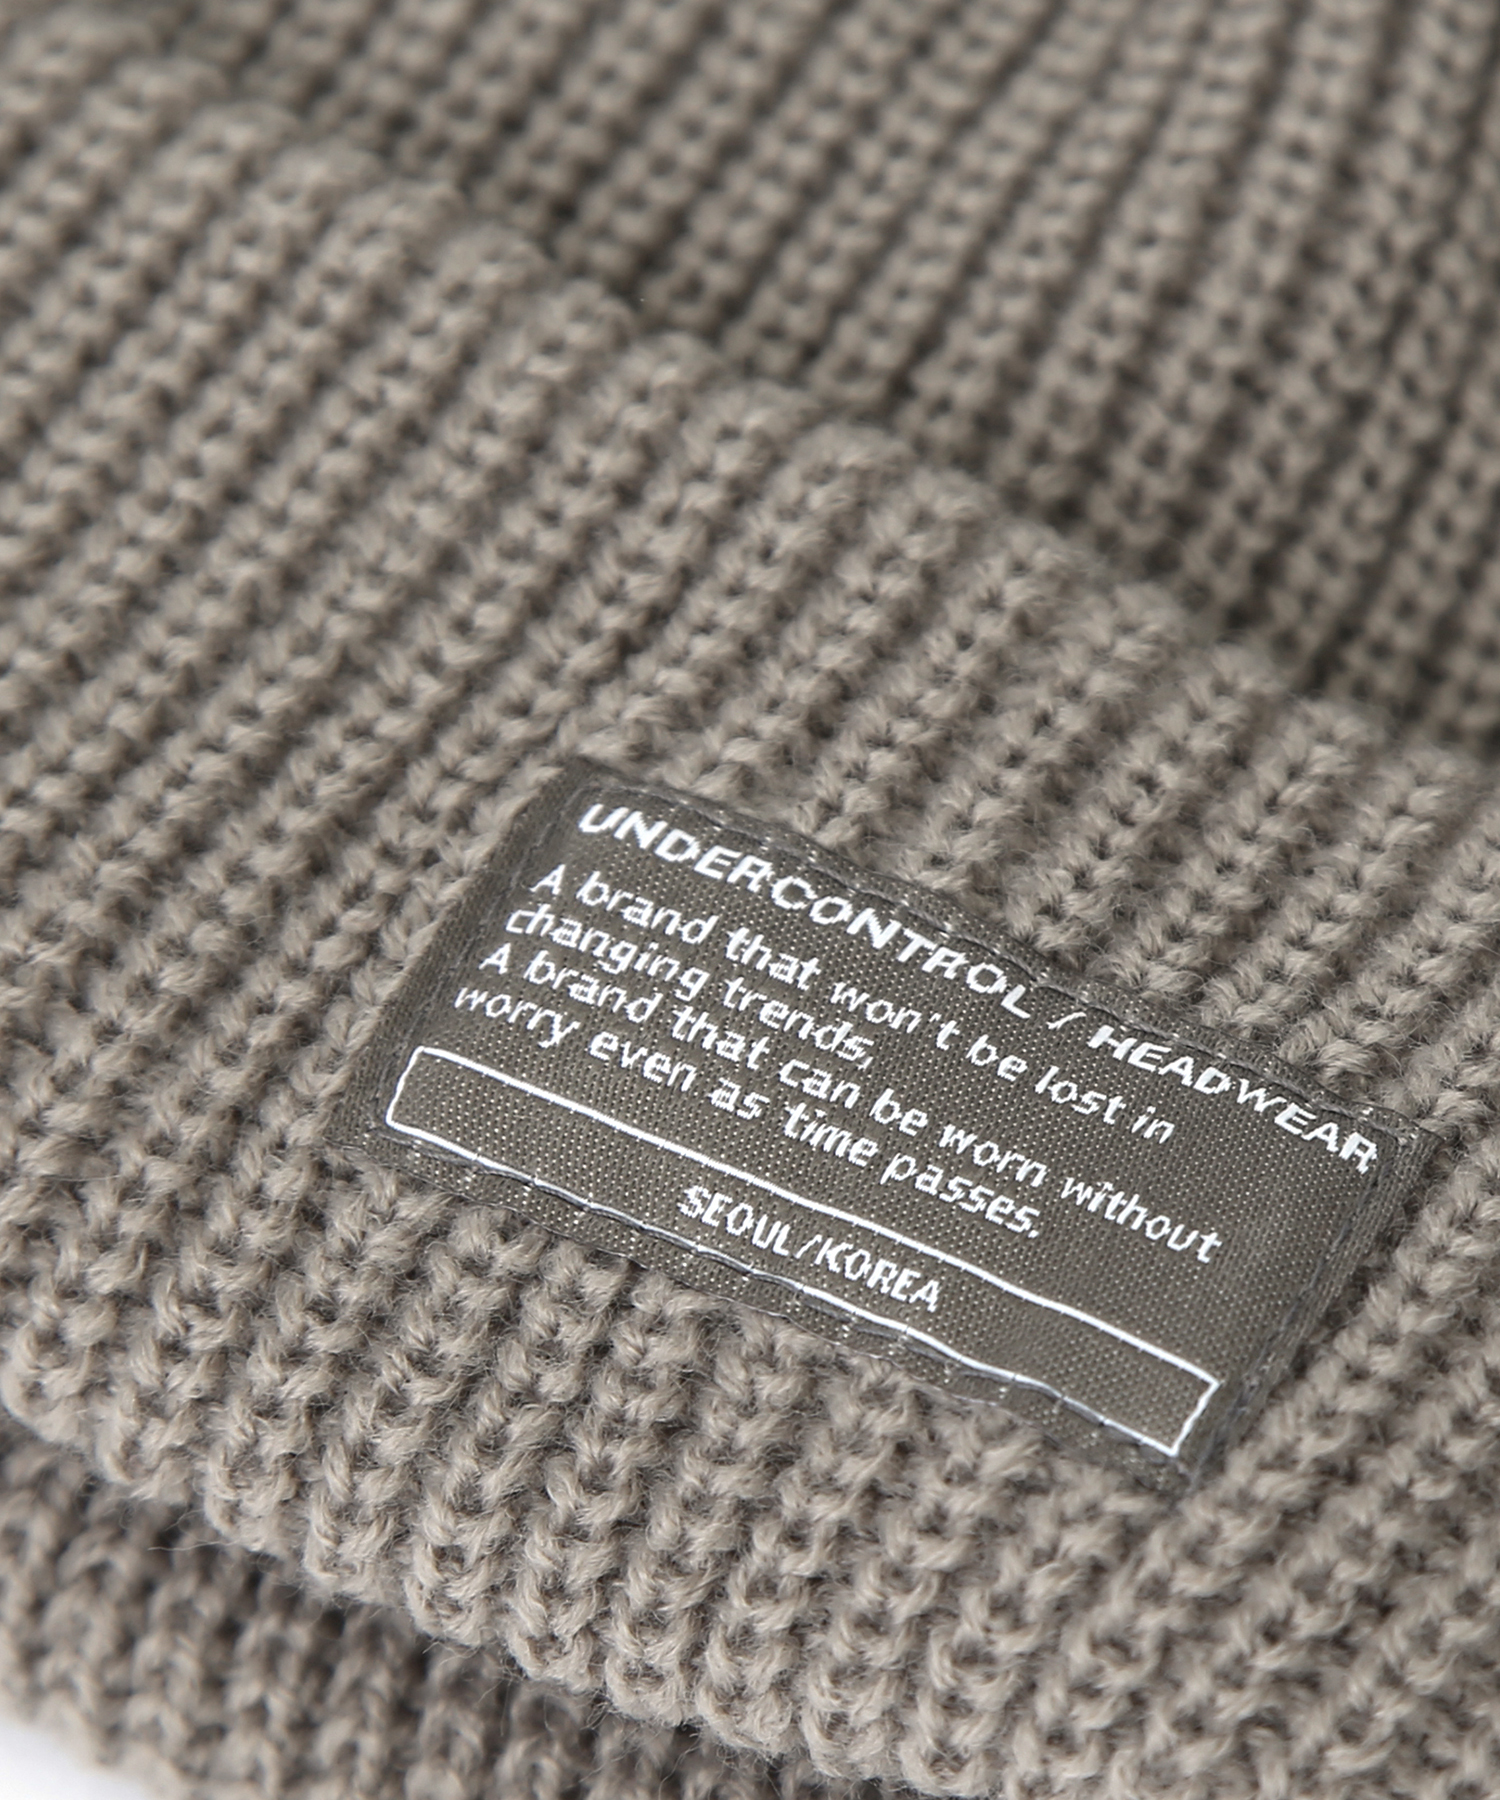 UNDERCONTROL / HEADWEAR
A brand that won't be lost in
changing trends,
A brand that can be worn without
worry even as time passes.
SEOUL/KOREA